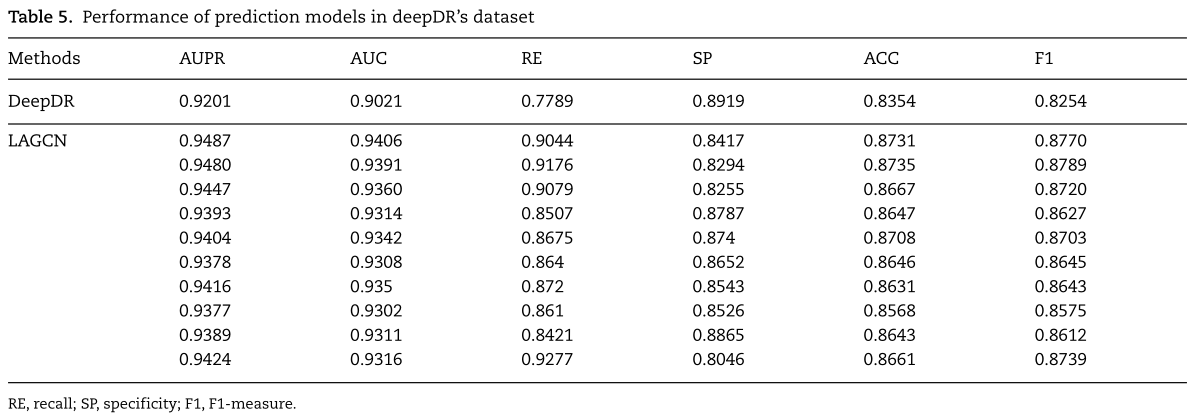 Table 5. Performance of prediction models in deepDR’s dataset
Methods AUPR AUC RE SP ACC F1
DeepDR 0.9201 0.9021 0.7789 0.8919 0.8354 0.8254
LAGCN 0.9487 0.9406 0.9044 0.8417 0.8731 0.8770
0.9480 0.9391 0.9176 0.8294 0.8735 0.8789
0.9447 0.9360 0.9079 0.8255 0.8667 0.8720
0.9393 0.9314 0.8507 0.8787 0.8647 0.8627
0.9404 0.9342 0.8675 0.874 0.8708 0.8703
0.9378 0.9308 0.864 0.8652 0.8646 0.8645
0.9416 0.935 0.872 0.8543 0.8631 0.8643
0.9377 0.9302 0.861 0.8526 0.8568 0.8575
0.9389 0.9311 0.8421 0.8865 0.8643 0.8612
0.9424 0.9316 0.9277 0.8046 0.8661 0.8739
RE, recall; SP, specificity; F1, F1-measure.